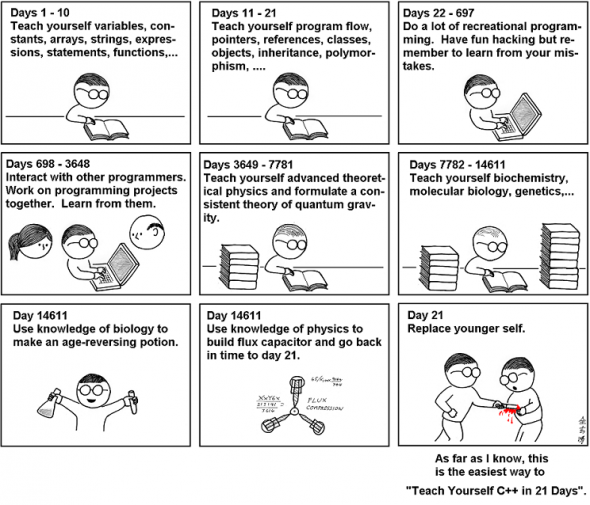 Days 1 - 10
Teach yourself variables, con-
stants, arrays, strings, expres-
sions, statements, functions,...
Days 11 - 21
Teach yourself program flow,
pointers, references, classes,
objects, inheritance, polymor-
phism, ....
Days 22 - 697
Do a lot of recreational program-
ming. Have fun hacking but re-
member to learn from your mis-
takes.
Days 698 - 3648
Interact with other programmers.
Work on programming projects
together. Learn from them.
Days 3649 - 7781
Teach yourself advanced theoret-
ical physics and formulate a con-
sistent theory of quantum grav-
ity.
Days 7782 - 14611
Teach yourself biochemistry,
molecular biology, genetics,...
Day 14611
Use knowledge of biology to
make an age-reversing potion.
Day 14611
Use knowledge of physics to
build flux capacitor and go back
in time to day 21.
FLUX
COMPRESSION
Day 21
Replace younger self.
As far as I know, this
is the easiest way to
"Teach Yourself C++ in 21 Days".